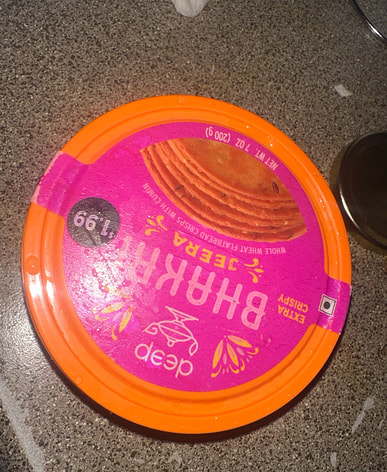 deep
BHAKRI
JEERA
WHOLE WHEAT FLATBREAD CRISPS WITH CUMIN
EXTRA
CRISPY
$1.99
NET WT. 7 OZ. (200 g)